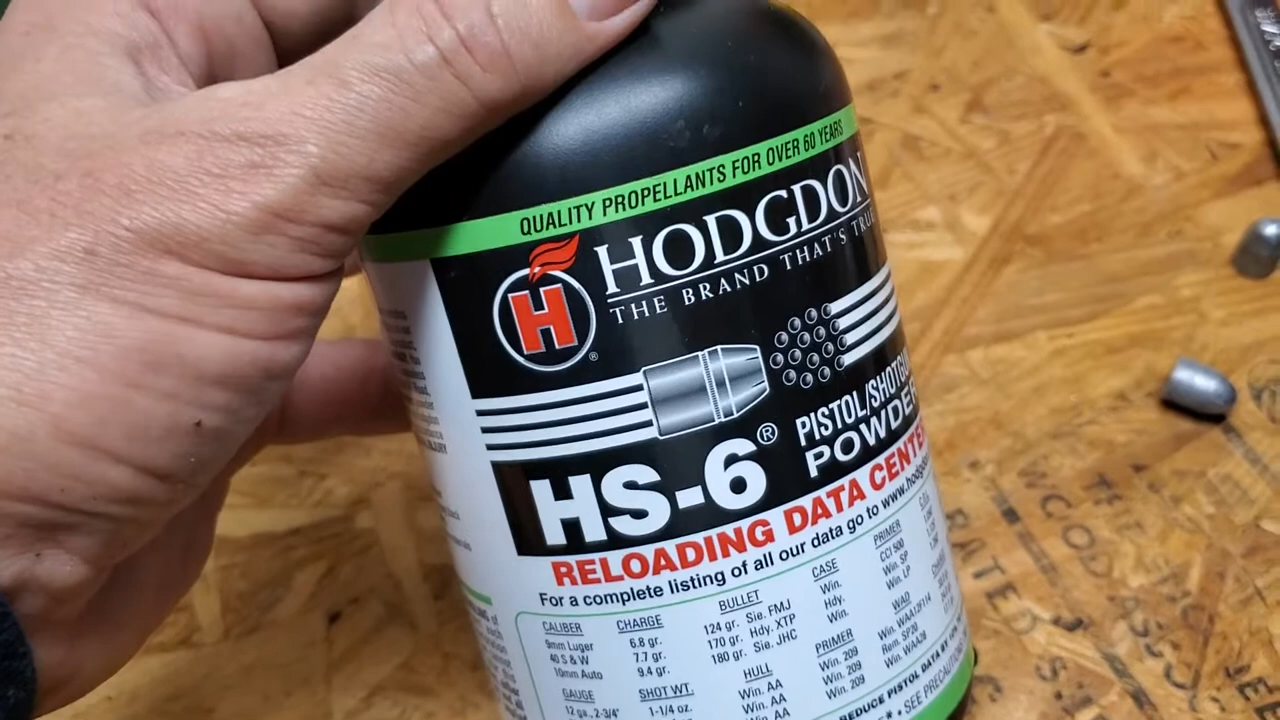 QUALITY PROPELLANTS FOR OVER 60 YEARS
H
HODGDON
THE BRAND THAT'S TRUE
®
HS-6®
PISTOL/SHOTGUN
POWDER
RELOADING DATA CENTER
For a complete listing of all our data go to www.hodgdon
CALIBER CHARGE BULLET CASE PRIMER
9mm Luger 6.8 gr. 124 gr. Sie. FMJ Win. CCI 500
40 S & W 7.7 gr. 170 gr. Hdy. XTP Hdy. Win. SP
10mm Auto 9.4 gr. 180 gr. Sie. JHC Win. Win. LP
GAUGE SHOT WT. HULL PRIMER WAD
12 ga., 2-3/4" 1-1/4 oz. Win. AA Win. 209 Win. WAA12F114
Win. AA Win. 209 Rem. SP20
Win. AA Win. 209 Win. WAA28
REDUCE PISTOL DATA BY
• SEE PRECAUTIONS